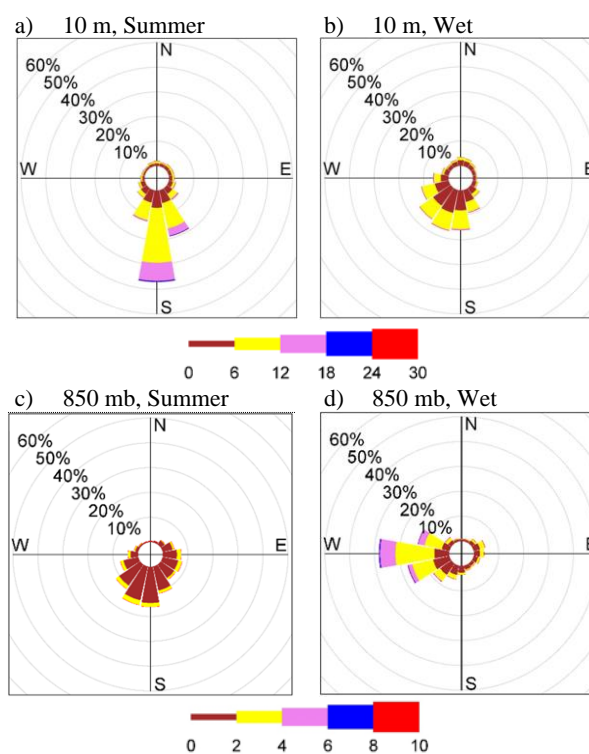 a) 10 m, Summer
b) 10 m, Wet
N
60%
50%
40%
30%
20%
10%
W
E
S
N
60%
50%
40%
30%
20%
10%
W
E
S
0 6 12 18 24 30
c) 850 mb, Summer
d) 850 mb, Wet
N
60%
50%
40%
30%
20%
10%
W
E
S
N
60%
50%
40%
30%
20%
10%
W
E
S
0 2 4 6 8 10